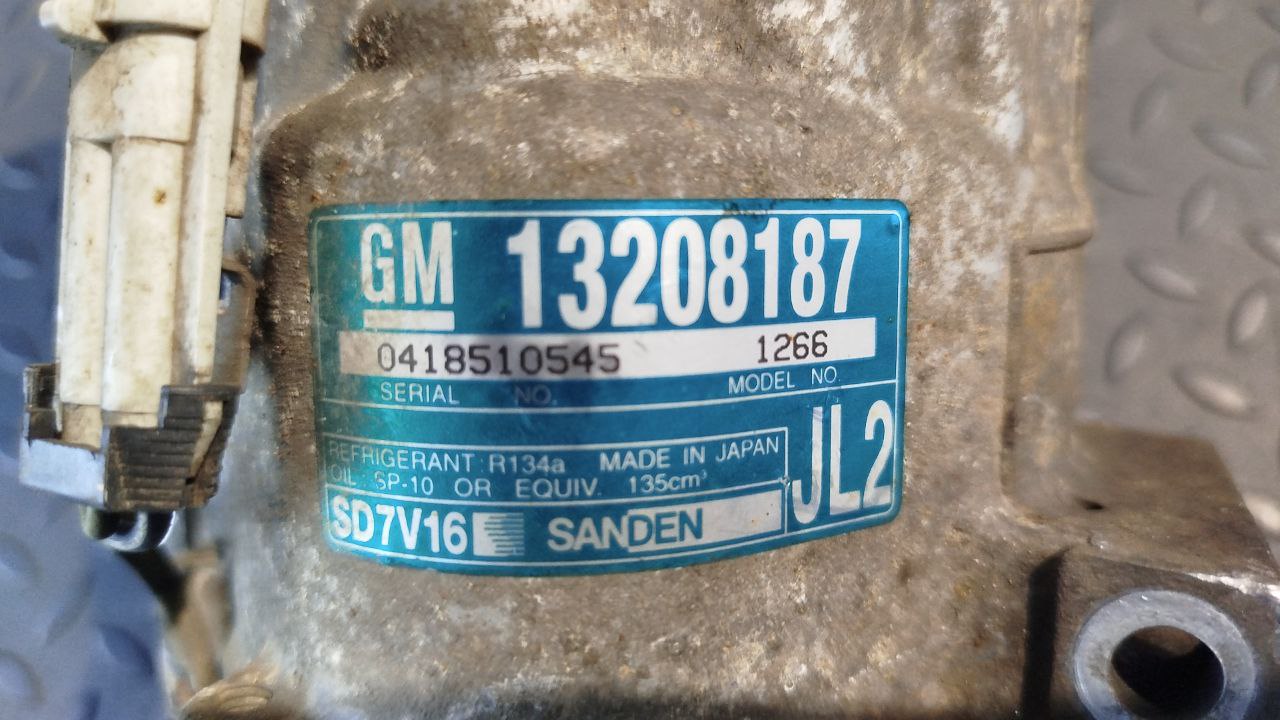 GM 13208187
0418510545 1266
SERIAL NO. MODEL NO.
REFRIGERANT R134a MADE IN JAPAN
OIL SP-10 OR EQUIV. 135cm³
JL2
SD7V16 SANDEN